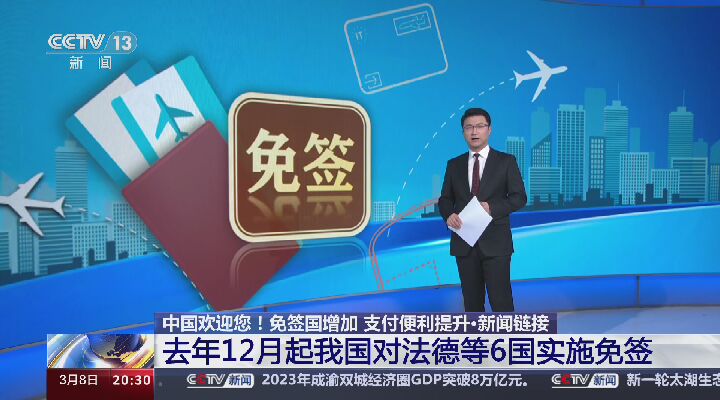 CCTV 13
新闻
免签
中国欢迎您！免签国增加 支付便利提升·新闻链接
去年12月起我国对法德等6国实施免签
3月8日 20:30 CCTV新闻 2023年成渝双城经济圈GDP突破8万亿元。 CCTV新闻 新一轮太湖生态